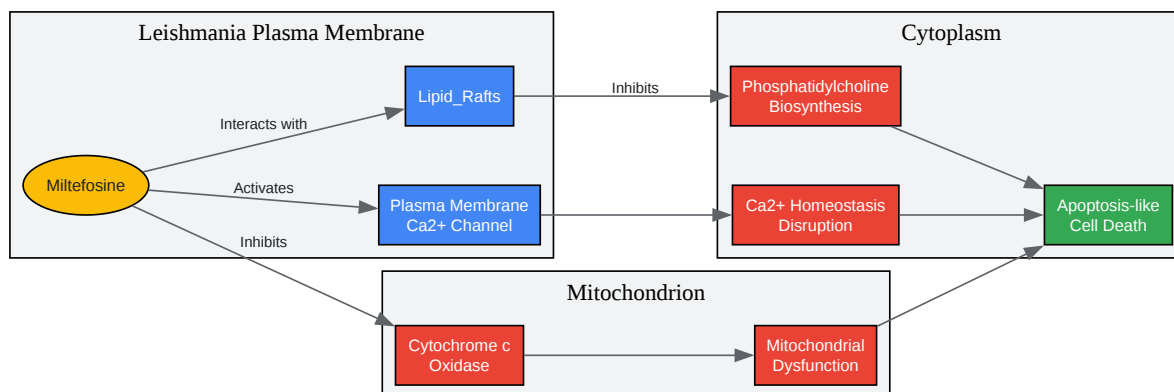 Leishmania Plasma Membrane
Cytoplasm
Lipid_Rafts
Inhibits
Phosphatidylcholine
Biosynthesis
Interacts with
Miltefosine
Activates
Plasma Membrane
Ca2+ Channel
Ca2+ Homeostasis
Disruption
Apoptosis-like
Cell Death
Inhibits
Mitochondrion
Cytochrome c
Oxidase
Mitochondrial
Dysfunction